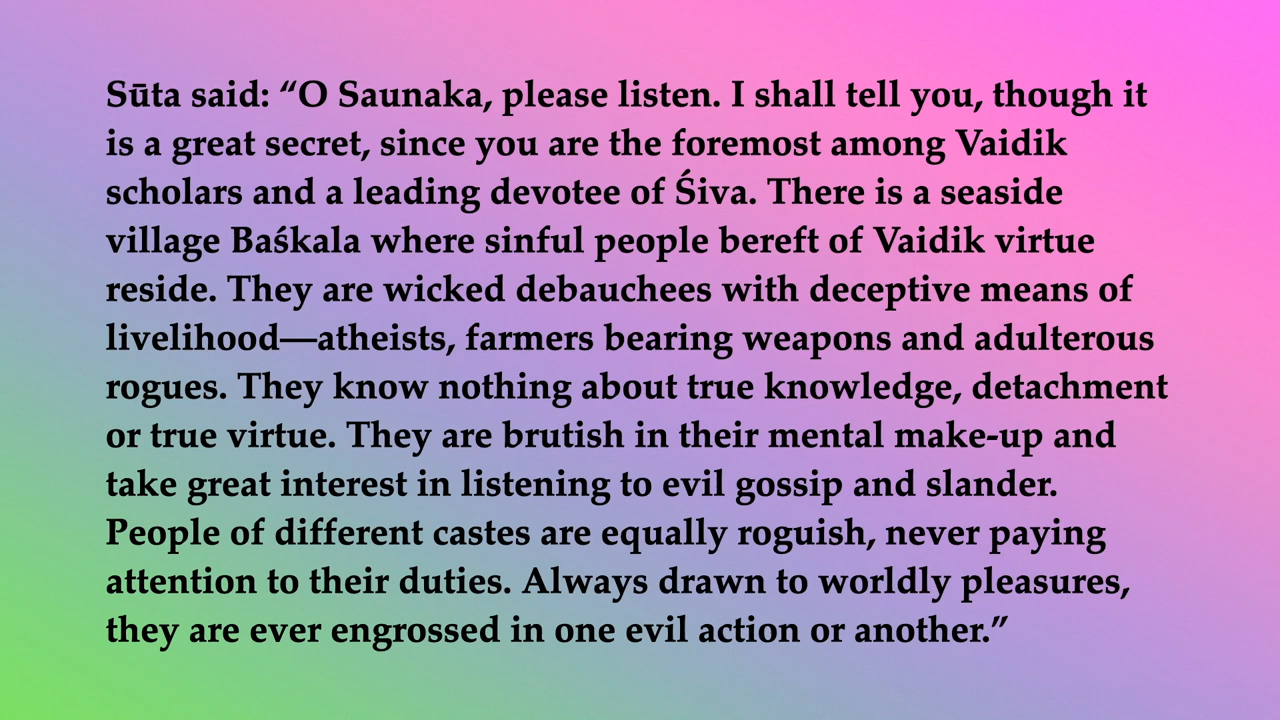 Sūta said: “O Saunaka, please listen. I shall tell you, though it
is a great secret, since you are the foremost among Vaidik
scholars and a leading devotee of Śiva. There is a seaside
village Baśkala where sinful people bereft of Vaidik virtue
reside. They are wicked debauchees with deceptive means of
livelihood—atheists, farmers bearing weapons and adulterous
rogues. They know nothing about true knowledge, detachment
or true virtue. They are brutish in their mental make-up and
take great interest in listening to evil gossip and slander.
People of different castes are equally roguish, never paying
attention to their duties. Always drawn to worldly pleasures,
they are ever engrossed in one evil action or another.”